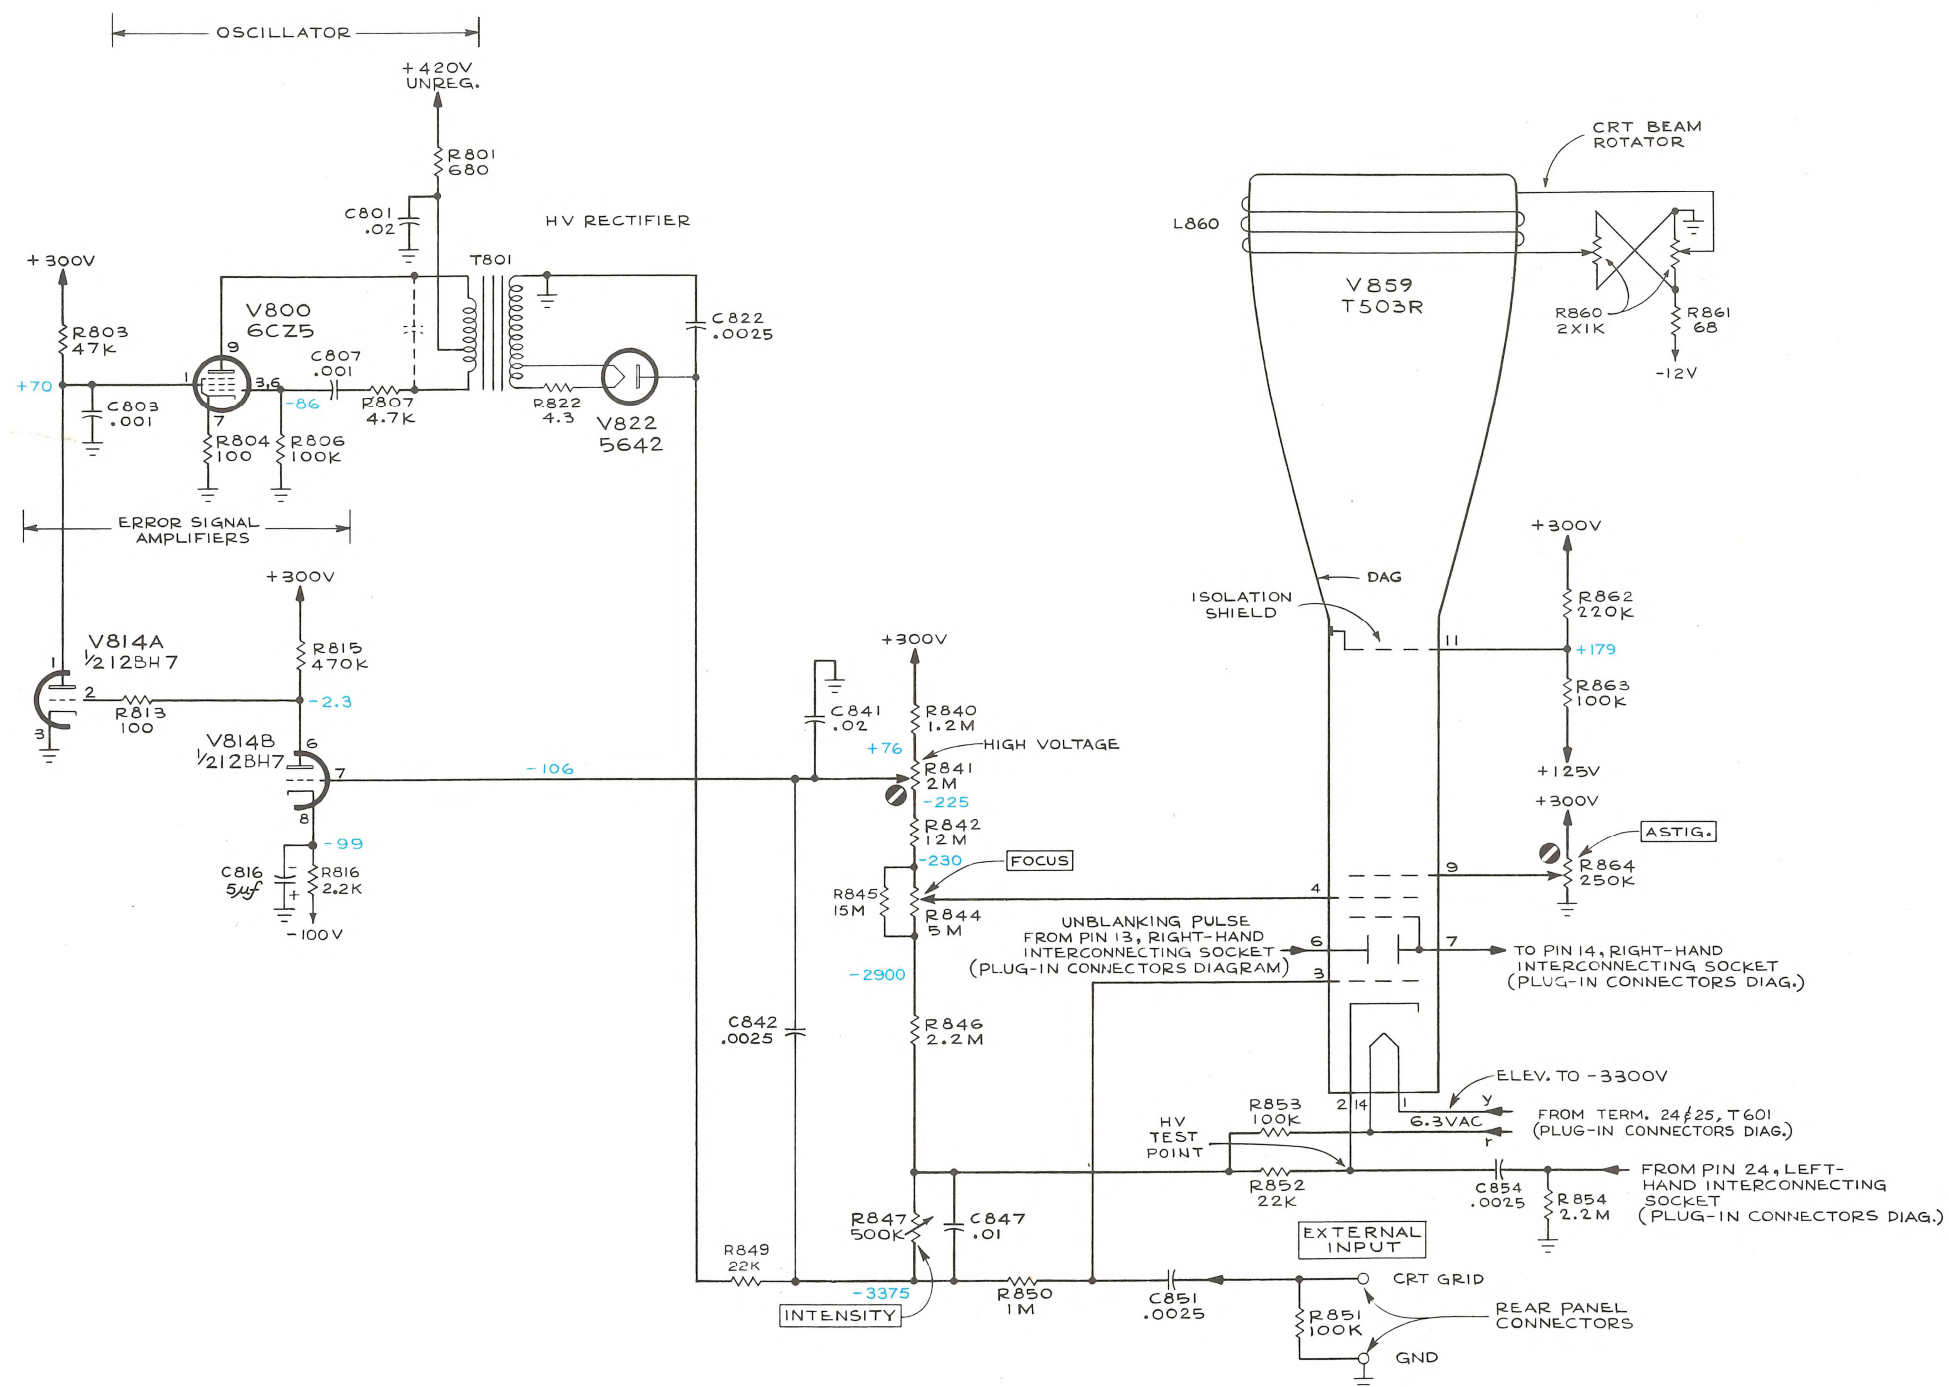 OSCILLATOR
+420V
UNREG.
R801
680
C801
.02
HV RECTIFIER
T801
+300V
R803
47K
V800
6CZ5
9
C807
.001
+70
1
3,6
-86
R807
4.7K
C803
.001
7
R804
100
R806
100K
R822
4.3
V822
5642
C822
.0025
ERROR SIGNAL
AMPLIFIERS
+300V
R815
470K
V814A
1/2 12BH7
1
2
3
R813
100
-2.3
V814B
1/2 12BH7
6
7
8
-106
-99
C816
5µf
-
+
R816
2.2K
-100V
+300V
C841
.02
R840
1.2M
+76
HIGH VOLTAGE
R841
2M
-225
R842
12M
-230
FOCUS
R845
15M
R844
5M
-2900
C842
.0025
R846
2.2M
R847
500K
C847
.01
R849
22K
-3375
INTENSITY
R850
1M
C851
.0025
EXTERNAL
INPUT
CRT GRID
R851
100K
REAR PANEL
CONNECTORS
GND
CRT BEAM
ROTATOR
L860
V859
T503R
R860
2X1K
R861
68
-12V
DAG
ISOLATION
SHIELD
11
+300V
R862
220K
+179
R863
100K
+125V
+300V
ASTIG.
9
R864
250K
4
UNBLANKING PULSE
FROM PIN 13, RIGHT-HAND
INTERCONNECTING SOCKET
(PLUG-IN CONNECTORS DIAGRAM)
6
7
TO PIN 14, RIGHT-HAND
INTERCONNECTING SOCKET
(PLUG-IN CONNECTORS DIAG.)
3
ELEV. TO -3300V
2
14
1
y
6.3VAC
r
FROM TERM. 24 & 25, T601
(PLUG-IN CONNECTORS DIAG.)
R853
100K
HV
TEST
POINT
R852
22K
C854
.0025
R854
2.2M
FROM PIN 24, LEFT-
HAND INTERCONNECTING
SOCKET
(PLUG-IN CONNECTORS DIAG.)